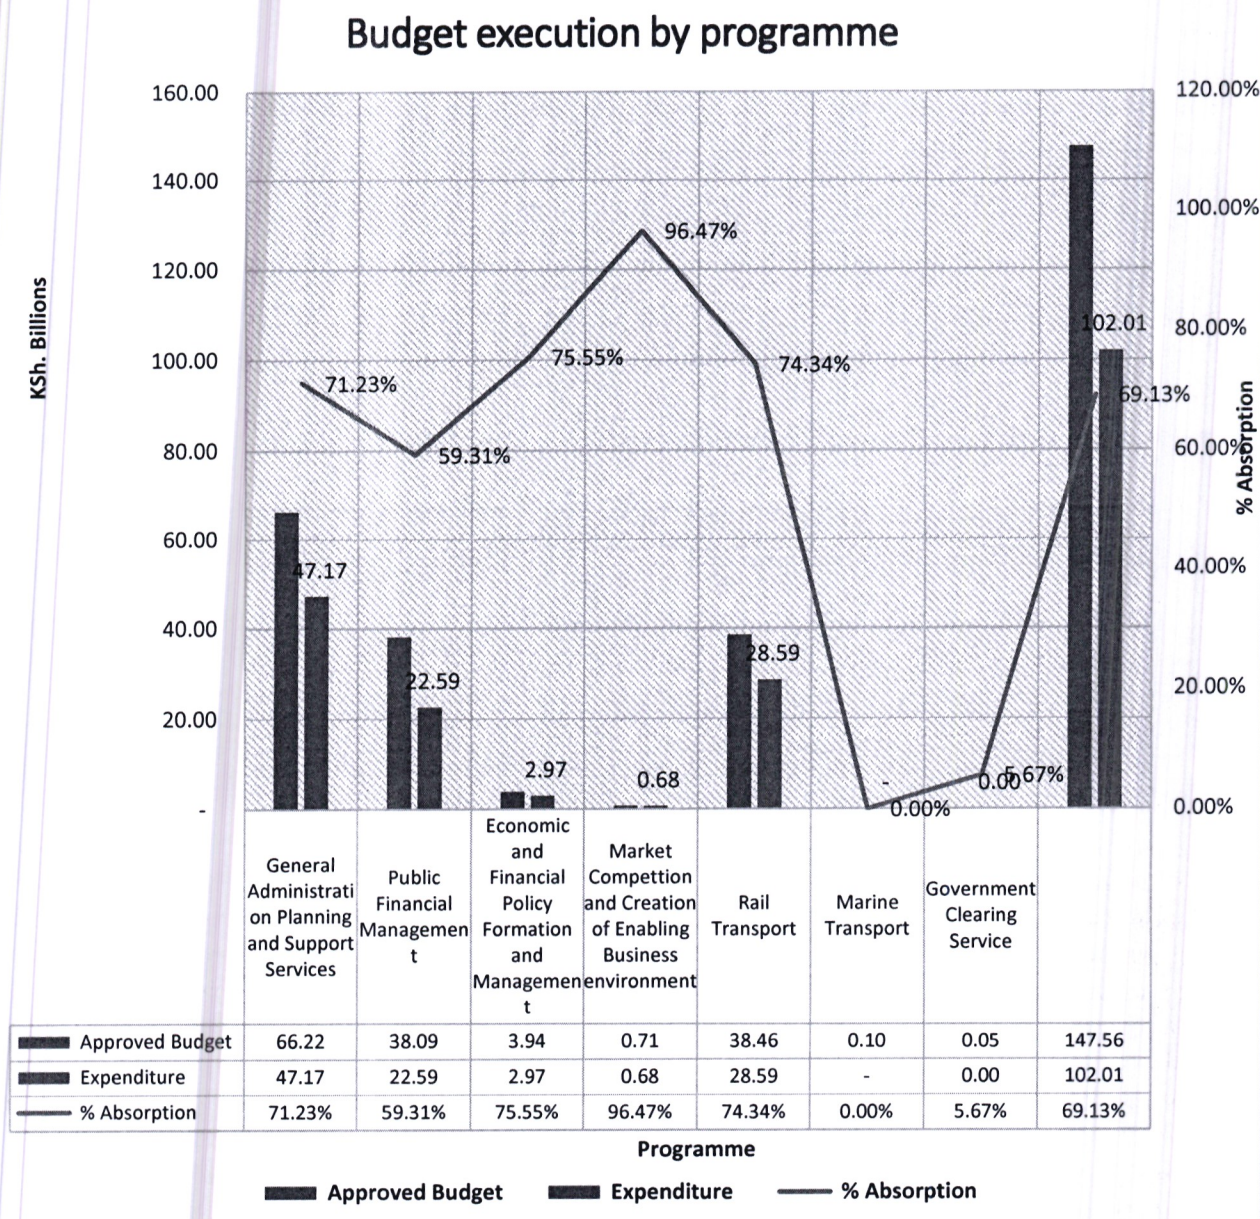 Budget execution by programme
160.00
140.00
120.00
100.00
80.00
60.00
40.00
20.00
-
KSh. Billions
120.00%
100.00%
80.00%
60.00%
40.00%
20.00%
0.00%
% Absorption
71.23%
59.31%
75.55%
96.47%
74.34%
0.00%
5.67%
69.13%
47.17
22.59
2.97
0.68
28.59
-
0.00
102.01
General
Administrati
on Planning
and Support
Services
Public
Financial
Managemen
t
Economic
and
Financial
Policy
Formation
and
Managemen
t
Market
Compettion
and Creation
of Enabling
Business
environment
Rail
Transport
Marine
Transport
Government
Clearing
Service
Approved Budget 66.22 38.09 3.94 0.71 38.46 0.10 0.05 147.56
Expenditure 47.17 22.59 2.97 0.68 28.59 - 0.00 102.01
% Absorption 71.23% 59.31% 75.55% 96.47% 74.34% 0.00% 5.67% 69.13%
Programme
Approved Budget Expenditure % Absorption